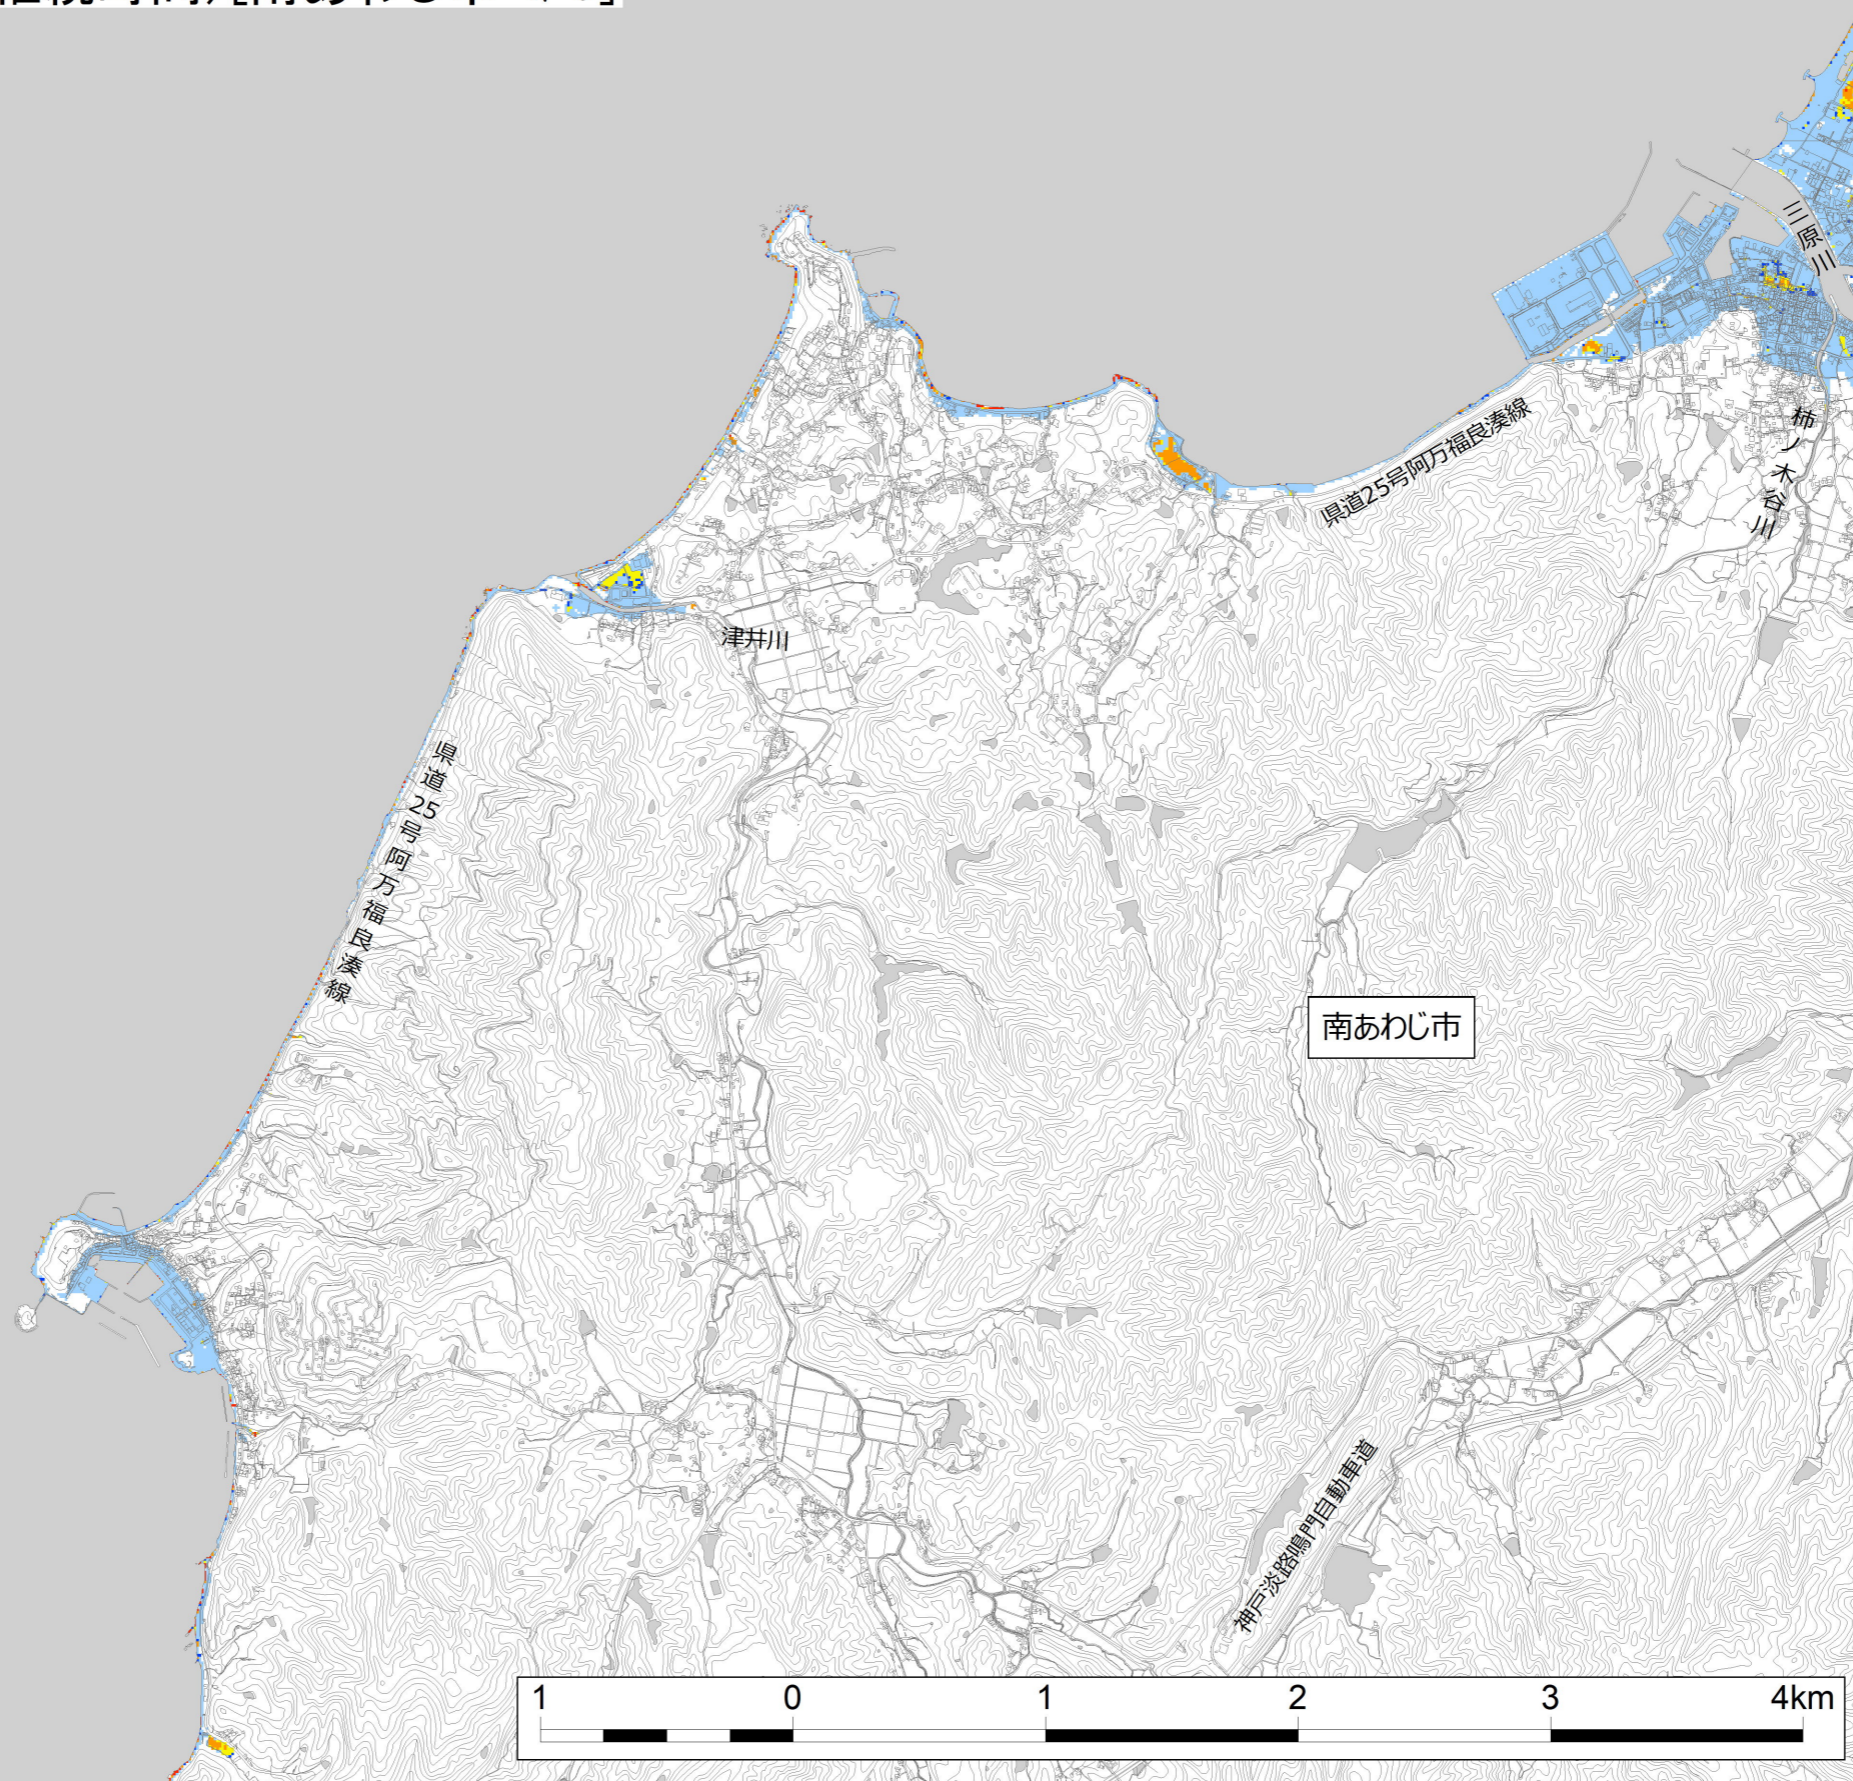 三原川
県道25号阿万福良湊線
柿ノ木谷川
津井川
県道25号阿万福良湊線
南あわじ市
神戸淡路鳴門自動車道
1 0 1 2 3 4km